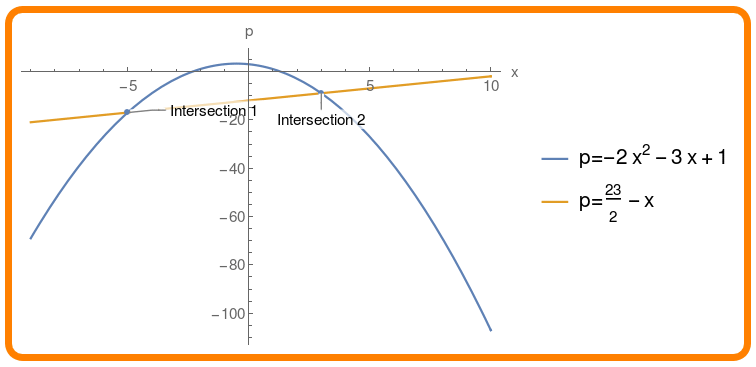 p
x
−5
5
10
−20
−40
−60
−80
−100
Intersection 1
Intersection 2
p=−2 x² − 3 x + 1
p=23/2 − x